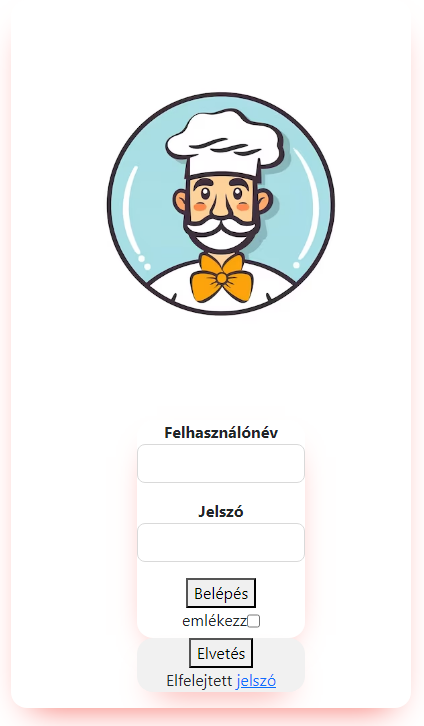 Felhasználónév
Jelszó
Belépés
emlékezz
Elvetés
Elfelejtett jelszó